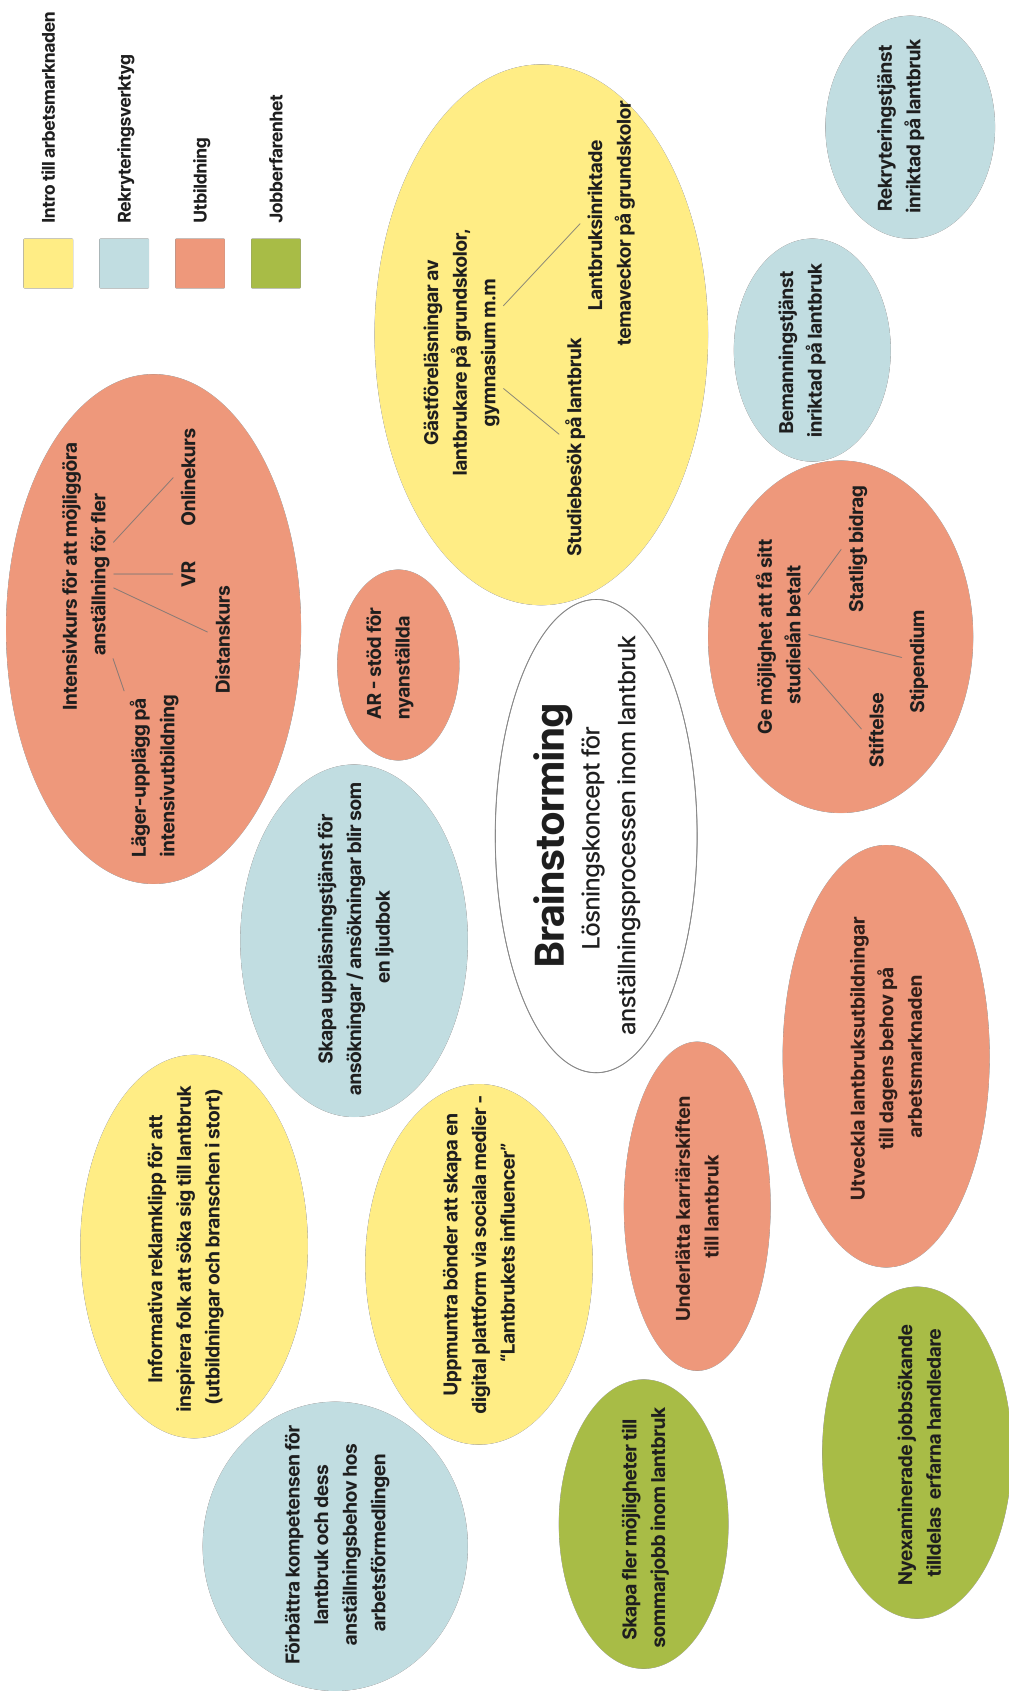 Förbättra kompetensen för
lantbruk och dess
anställningsbehov hos
arbetsförmedlingen
Informativa reklamklipp för att
inspirera folk att söka sig till lantbruk
(utbildningar och branschen i stort)
Skapa uppläsningstjänst för
ansökningar / ansökningar blir som
en ljudbok
Intensivkurs för att möjliggöra
anställning för fler
Läger-upplägg på
intensivutbildning
Distanskurs
VR
Onlinekurs
Intro till arbetsmarknaden
Rekryteringsverktyg
Utbildning
Jobberfarenhet
Uppmuntra bönder att skapa en
digital plattform via sociala medier -
“Lantbrukets influencer”
AR - stöd för
nyanställda
Gästföreläsningar av
lantbrukare på grundskolor,
gymnasium m.m
Studiebesök på lantbruk
Lantbruksinriktade
temaveckor på grundskolor
Brainstorming
Lösningskoncept för
anställningsprocessen inom lantbruk
Skapa fler möjligheter till
sommarjobb inom lantbruk
Underlätta karriärskiften
till lantbruk
Ge möjlighet att få sitt
studielån betalt
Stiftelse
Stipendium
Statligt bidrag
Bemanningstjänst
inriktad på lantbruk
Rekryteringstjänst
inriktad på lantbruk
Utveckla lantbruksutbildningar
till dagens behov på
arbetsmarknaden
Nyexaminerade jobbsökande
tilldelas erfarna handledare